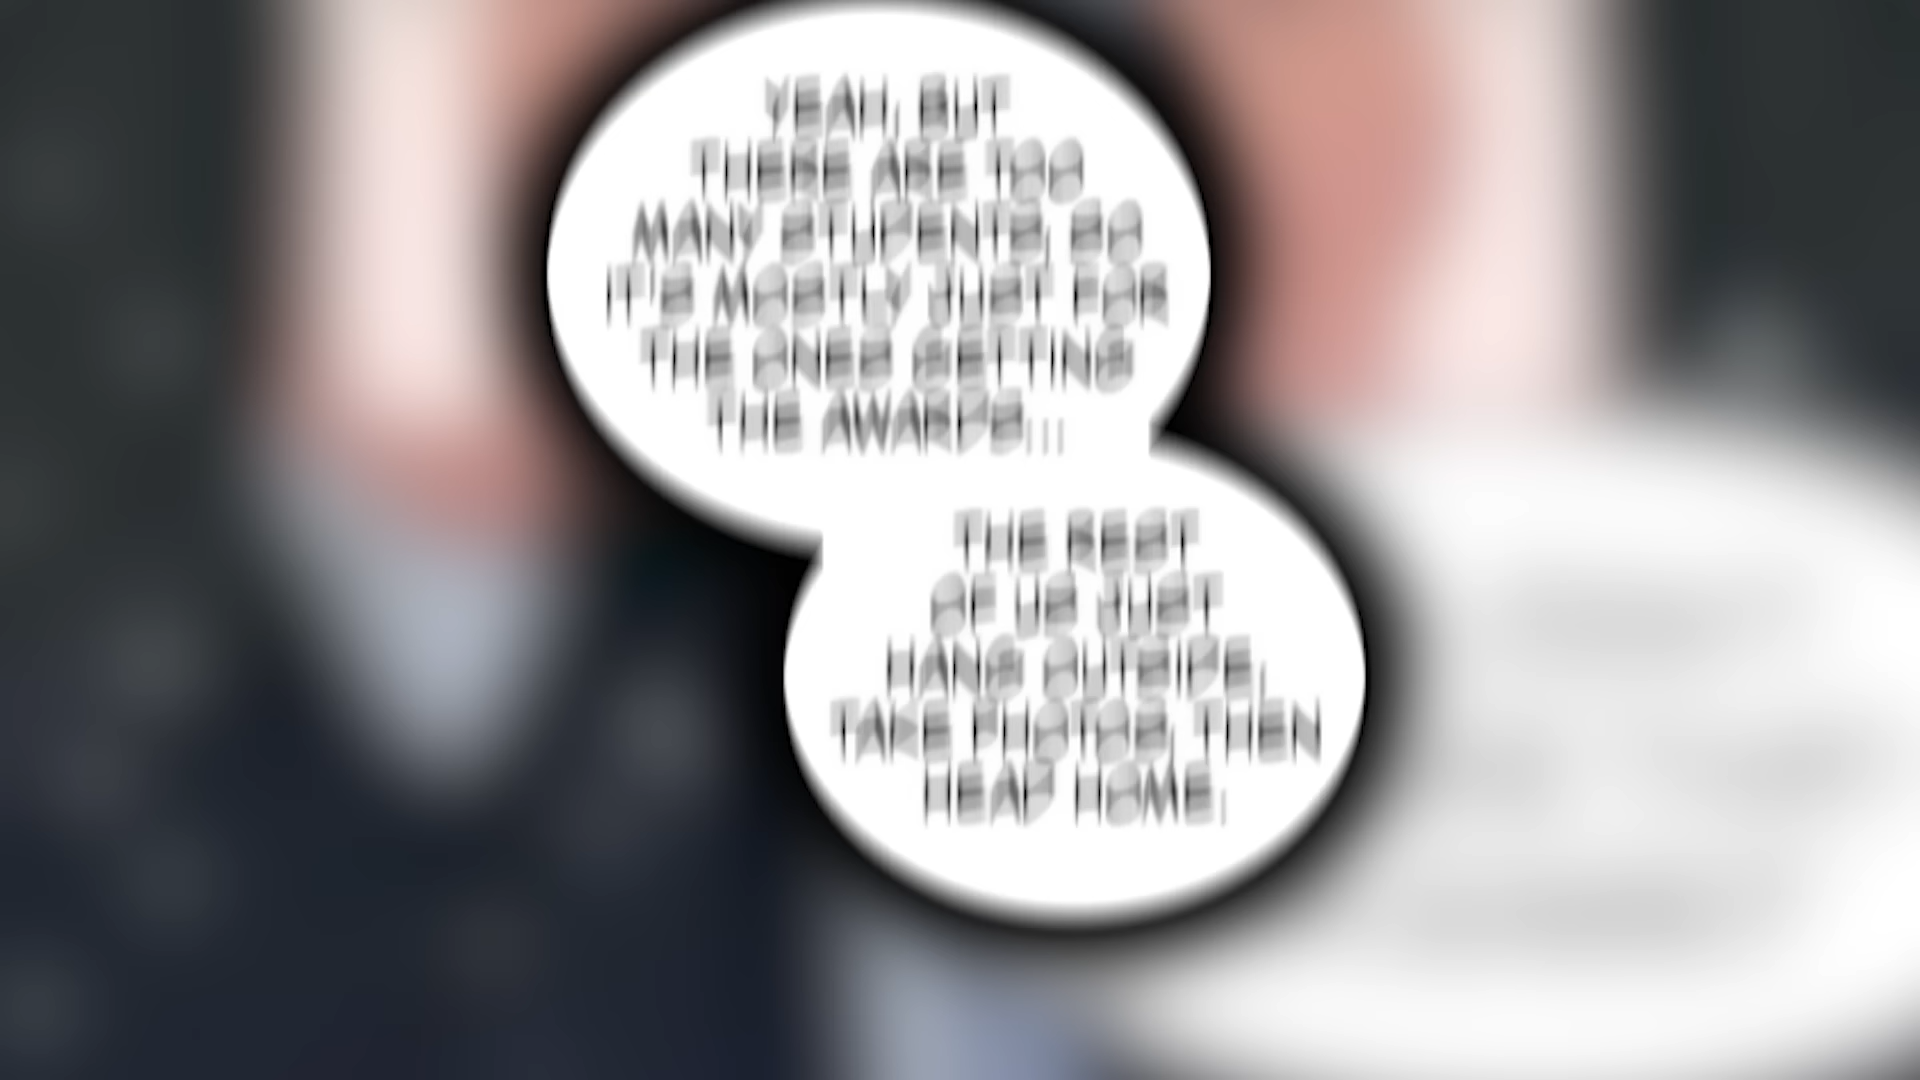 YEAH, BUT
THERE ARE TOO
MANY STUDENTS, SO
IT'S MOSTLY JUST FOR
THE ONES GETTING
THE AWARDS...
THE REST
OF US JUST
HANG OUTSIDE,
TAKE PHOTOS, THEN
HEAD HOME.